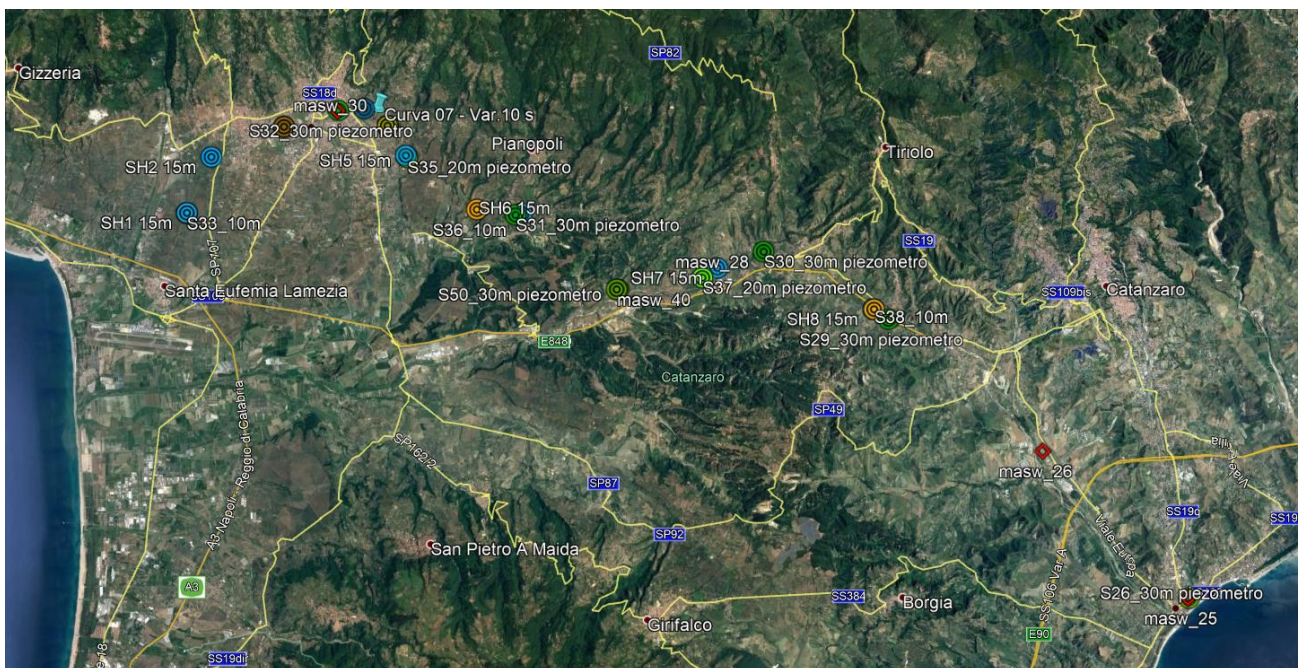 SP82
Gizzeria
SS18d
masw_30
Curva 07 - Var.10 s
S32_30m piezometro
Pianopoli
Tiriolo
SH2 15m
SH5 15m
S35_20m piezometro
SH6 15m
SH1 15m
S33_10m
S36_10m
S31_30m piezometro
SP107
SS19
masw_28
S30_30m piezometro
SH7 15m
S37_20m piezometro
Santa Eufemia Lamezia
S50_30m piezometro
masw_40
SS109bis
Catanzaro
SH8 15m
S38_10m
S29_30m piezometro
E848
Catanzaro
SP49
A3 Napoli - Reggio di Calabria
SP162/2
masw_26
SP87
SS19d
SP92
SS19
San Pietro A Maida
Viale Europa
SS106 Var A
A3
SS384
Borgia
S26_30m piezometro
masw_25
Girifalco
E90
SS19dir